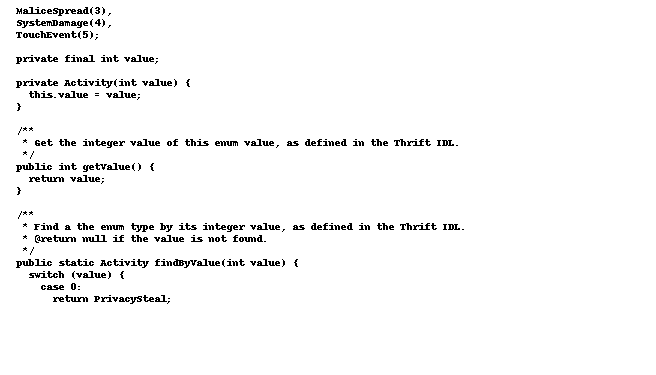 MaliceSpread(3),
SystemDamage(4),
TouchEvent(5);
private final int value;
private Activity(int value) {
this.value = value;
}
/**
* Get the integer value of this enum value, as defined in the Thrift IDL.
*/
public int getValue() {
return value;
}
/**
* Find a the enum type by its integer value, as defined in the Thrift IDL.
* @return null if the value is not found.
*/
public static Activity findByValue(int value) {
switch (value) {
case 0:
return PrivacySteal;